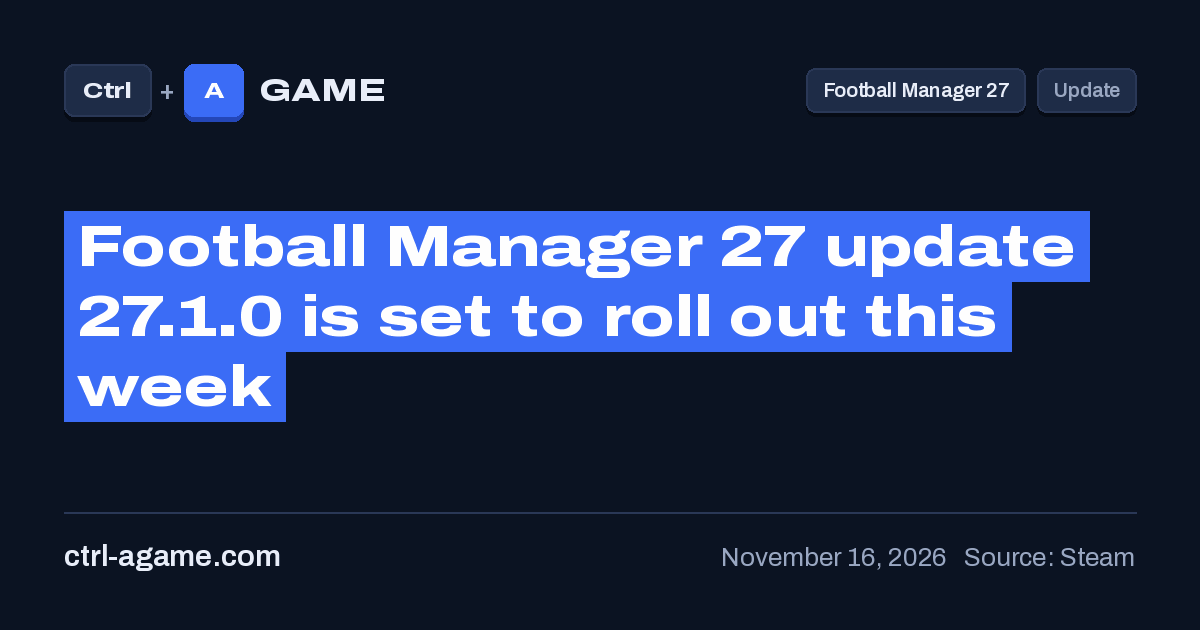 Ctrl + A GAME
Football Manager 27 Update
Football Manager 27 update
27.1.0 is set to roll out this
week
ctrl-agame.com
November 16, 2026 Source: Steam